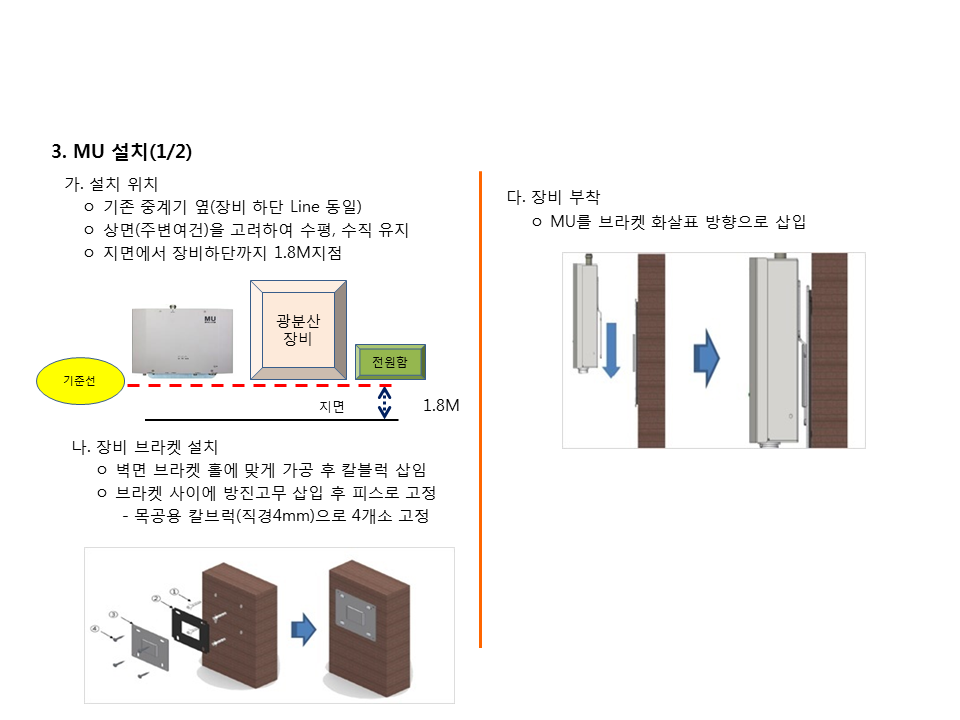 3. MU 설치(1/2)
가. 설치 위치
ㅇ 기존 중계기 옆(장비 하단 Line 동일)
ㅇ 상면(주변여건)을 고려하여 수평, 수직 유지
ㅇ 지면에서 장비하단까지 1.8M지점
MU
광분산
장비
전원함
기준선
지면
1.8M
나. 장비 브라켓 설치
ㅇ 벽면 브라켓 홀에 맞게 가공 후 칼블럭 삽임
ㅇ 브라켓 사이에 방진고무 삽입 후 피스로 고정
- 목공용 칼브럭(직경4mm)으로 4개소 고정
①
②
③
④
다. 장비 부착
ㅇ MU를 브라켓 화살표 방향으로 삽입